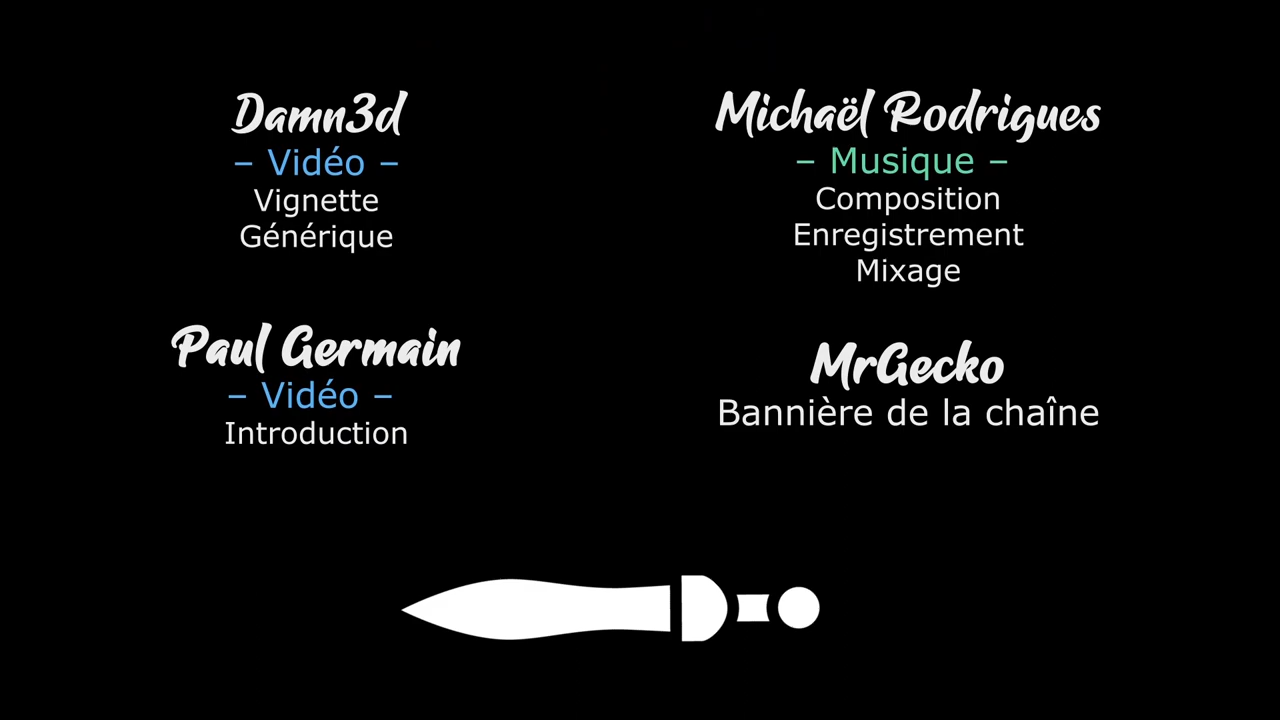 Damn3d
– Vidéo –
Vignette
Générique
Michaël Rodrigues
– Musique –
Composition
Enregistrement
Mixage
Paul Germain
– Vidéo –
Introduction
MrGecko
Bannière de la chaîne